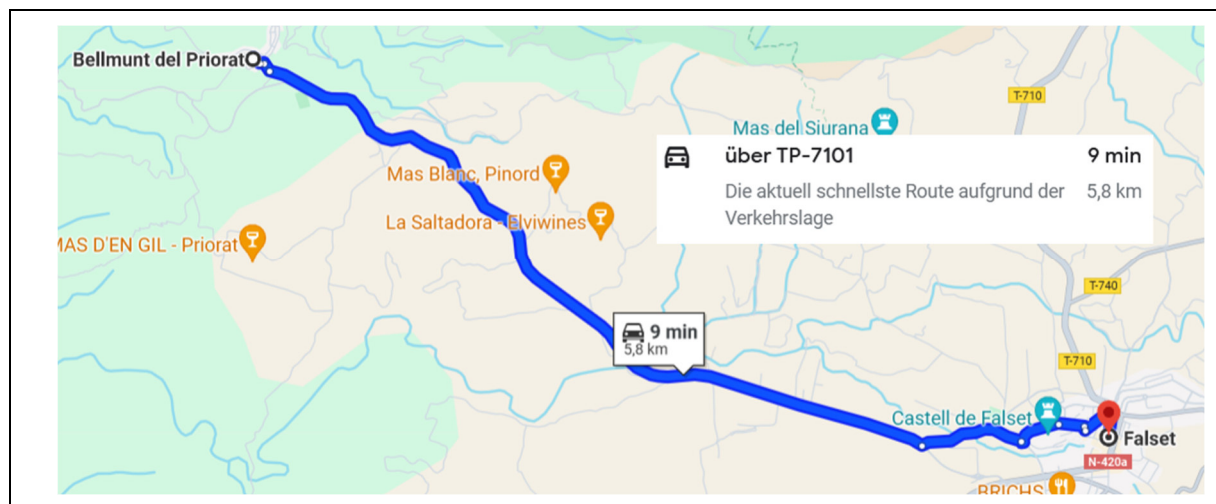 Bellmunt del Priorat
T-710
Mas del Siurana
über TP-7101 9 min
Die aktuell schnellste Route aufgrund der 5,8 km
Verkehrslage
Mas Blanc, Pinord
La Saltadora - Elviwines
MAS D'EN GIL - Priorat
T-740
9 min
5,8 km
T-710
Castell de Falset
Falset
N-420a
BRICHS